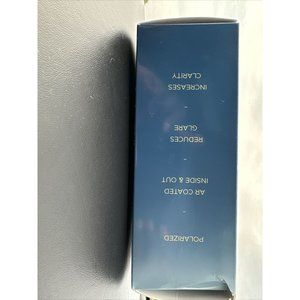 POLARIZED
-
AR COATED
INSIDE & OUT
-
REDUCES
GLARE
-
INCREASES
CLARITY